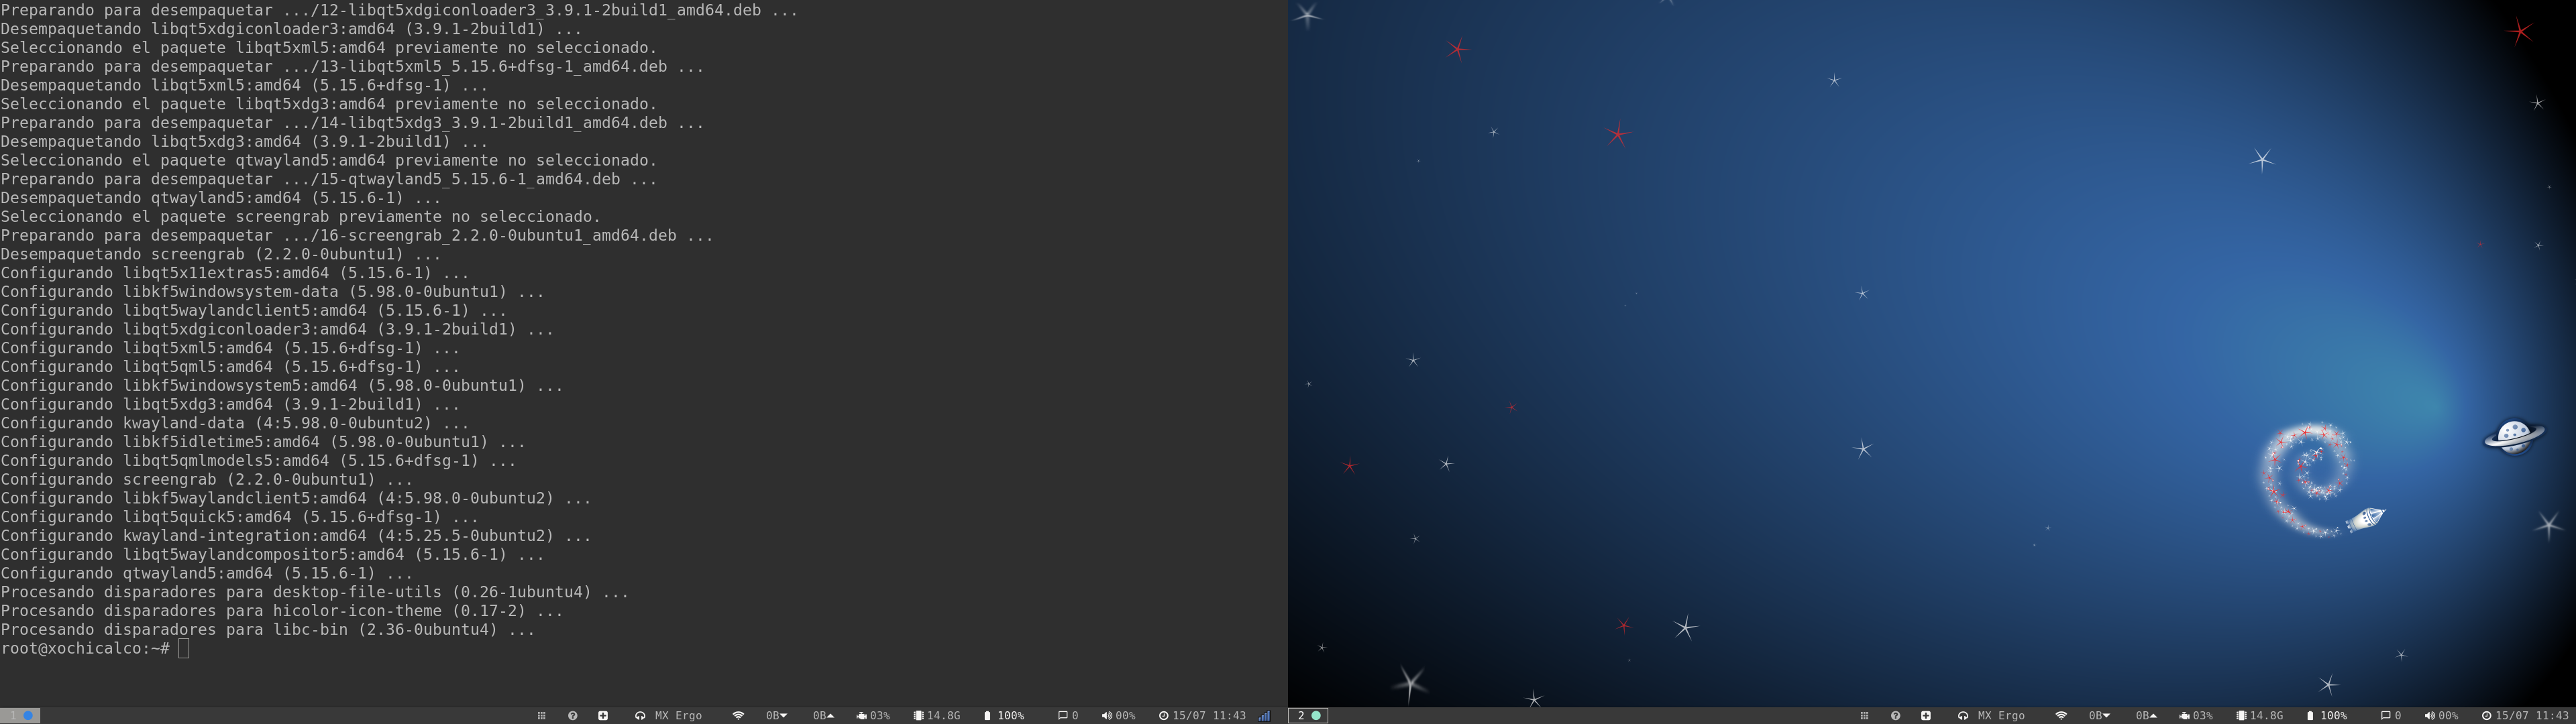 Preparando para desempaquetar .../12-libqt5xdgiconloader3_3.9.1-2build1_amd64.deb ...
Desempaquetando libqt5xdgiconloader3:amd64 (3.9.1-2build1) ...
Seleccionando el paquete libqt5xml5:amd64 previamente no seleccionado.
Preparando para desempaquetar .../13-libqt5xml5_5.15.6+dfsg-1_amd64.deb ...
Desempaquetando libqt5xml5:amd64 (5.15.6+dfsg-1) ...
Seleccionando el paquete libqt5xdg3:amd64 previamente no seleccionado.
Preparando para desempaquetar .../14-libqt5xdg3_3.9.1-2build1_amd64.deb ...
Desempaquetando libqt5xdg3:amd64 (3.9.1-2build1) ...
Seleccionando el paquete qtwayland5:amd64 previamente no seleccionado.
Preparando para desempaquetar .../15-qtwayland5_5.15.6-1_amd64.deb ...
Desempaquetando qtwayland5:amd64 (5.15.6-1) ...
Seleccionando el paquete screengrab previamente no seleccionado.
Preparando para desempaquetar .../16-screengrab_2.2.0-0ubuntu1_amd64.deb ...
Desempaquetando screengrab (2.2.0-0ubuntu1) ...
Configurando libqt5x11extras5:amd64 (5.15.6-1) ...
Configurando libkf5windowsystem-data (5.98.0-0ubuntu1) ...
Configurando libqt5waylandclient5:amd64 (5.15.6-1) ...
Configurando libqt5xdgiconloader3:amd64 (3.9.1-2build1) ...
Configurando libqt5xml5:amd64 (5.15.6+dfsg-1) ...
Configurando libqt5qml5:amd64 (5.15.6+dfsg-1) ...
Configurando libkf5windowsystem5:amd64 (5.98.0-0ubuntu1) ...
Configurando libqt5xdg3:amd64 (3.9.1-2build1) ...
Configurando kwayland-data (4:5.98.0-0ubuntu2) ...
Configurando libkf5idletime5:amd64 (5.98.0-0ubuntu1) ...
Configurando libqt5qmlmodels5:amd64 (5.15.6+dfsg-1) ...
Configurando screengrab (2.2.0-0ubuntu1) ...
Configurando libkf5waylandclient5:amd64 (4:5.98.0-0ubuntu2) ...
Configurando libqt5quick5:amd64 (5.15.6+dfsg-1) ...
Configurando kwayland-integration:amd64 (4:5.25.5-0ubuntu2) ...
Configurando libqt5waylandcompositor5:amd64 (5.15.6-1) ...
Configurando qtwayland5:amd64 (5.15.6-1) ...
Procesando disparadores para desktop-file-utils (0.26-1ubuntu4) ...
Procesando disparadores para hicolor-icon-theme (0.17-2) ...
Procesando disparadores para libc-bin (2.36-0ubuntu4) ...
root@xochicalco:~#
1 MX Ergo 0B 0B 03% 14.8G 100% 0 00% 15/07 11:43
2 MX Ergo 0B 0B 03% 14.8G 100% 0 00% 15/07 11:43